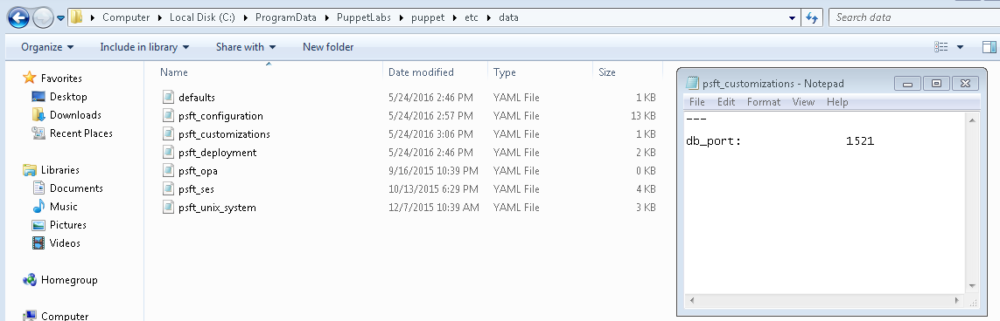 Computer Local Disk (C:) ProgramData PuppetLabs puppet etc data Search data
Organize Include in library Share with New folder
Favorites
Desktop
Downloads
Recent Places
Libraries
Documents
Music
Pictures
Videos
Homegroup
Computer
Name Date modified Type Size
defaults 5/24/2016 2:46 PM YAML File 1 KB
psft_configuration 5/24/2016 2:57 PM YAML File 13 KB
psft_customizations 5/24/2016 3:06 PM YAML File 1 KB
psft_deployment 5/24/2016 2:46 PM YAML File 2 KB
psft_opa 9/16/2015 10:39 PM YAML File 0 KB
psft_ses 10/13/2015 6:29 PM YAML File 4 KB
psft_unix_system 12/7/2015 10:39 AM YAML File 3 KB
psft_customizations - Notepad
File Edit Format View Help
---
db_port: 1521